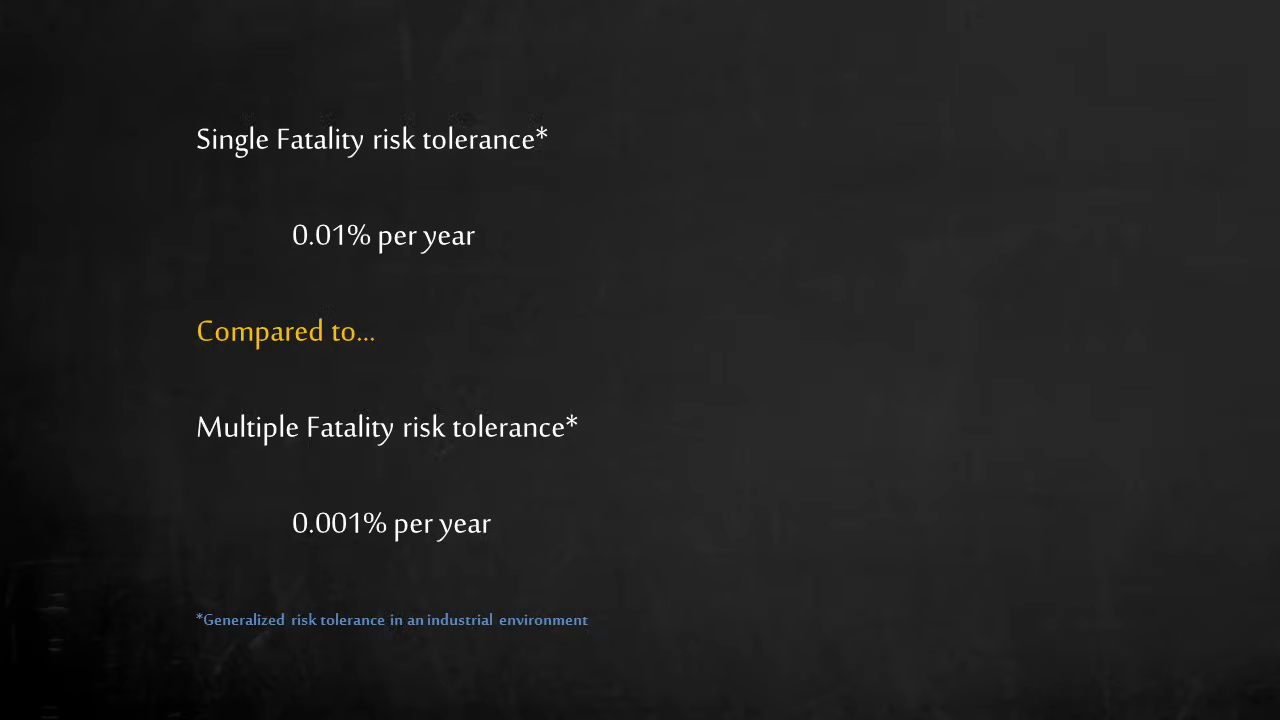 Single Fatality risk tolerance*
0.01% per year
Compared to...
Multiple Fatality risk tolerance*
0.001% per year
*Generalized risk tolerance in an industrial environment